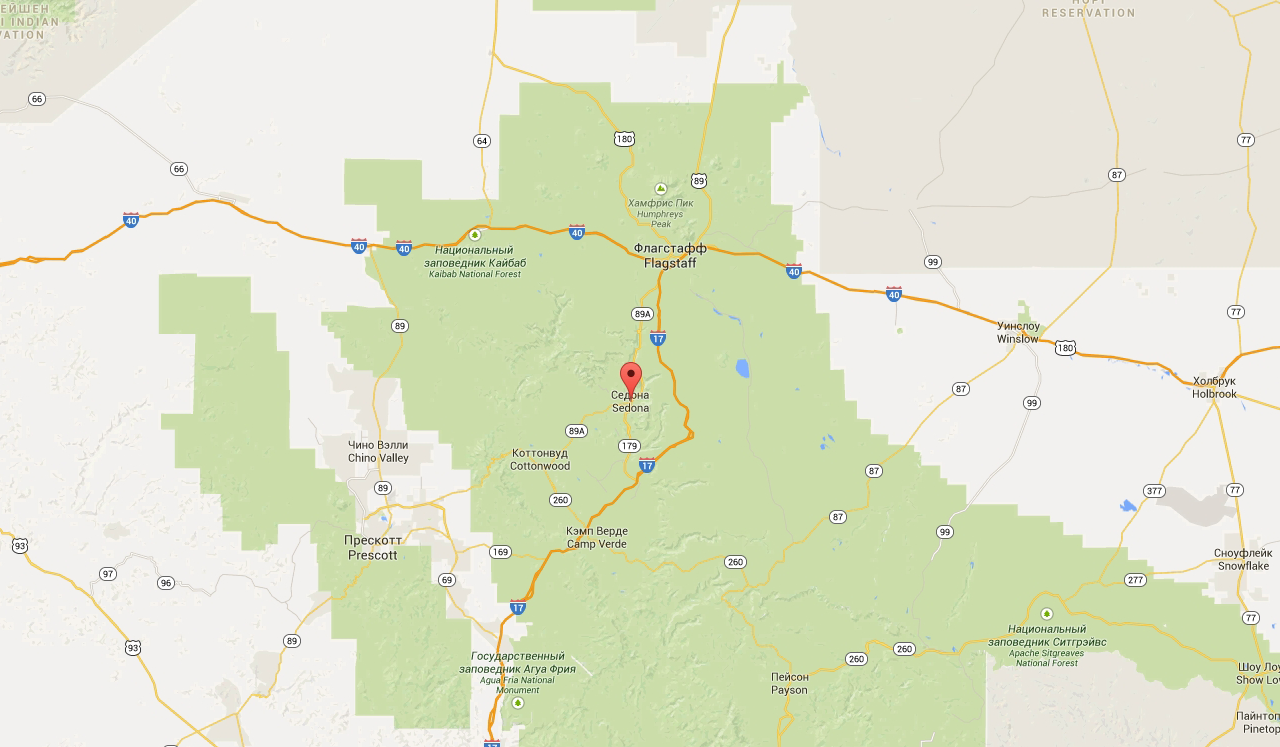 ЕЙШЕН
I INDIAN
VATION
ХОПІ
RESERVATION
66
64
180
77
66
87
89
Хамфрис Пик
Humphreys
Peak
40
40
40
40
Национальный
заповедник Кайбаб
Kaibab National Forest
Флагстафф
Flagstaff
99
40
40
89A
89
17
77
Уинслоу
Winslow
180
Седона
Sedona
87
99
Холбрук
Holbrook
89A
179
Чино Вэлли
Chino Valley
Коттонвуд
Cottonwood
17
87
89
260
377
77
87
Кэмп Верде
Camp Verde
99
93
Прескотт
Prescott
169
260
Сноуфлейк
Snowflake
97
96
69
277
17
77
89
93
Национальный
заповедник Ситгрэйвс
Apache Sitgreaves
National Forest
260
260
Государственный
заповедник Агуа Фрия
Agua Fria National
Monument
Пейсон
Payson
Шоу Лоу
Show Lov
Пайнтоп
Pinetop
17